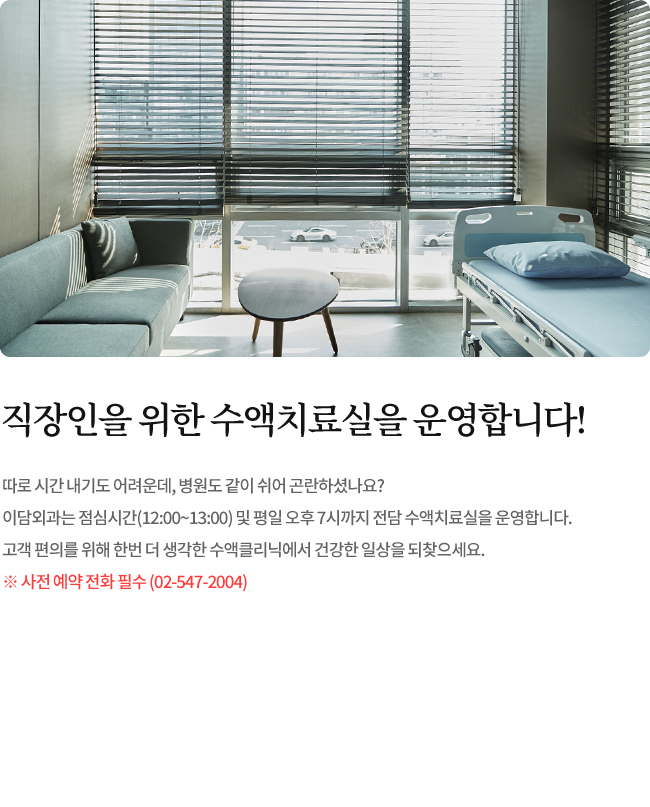 직장인을 위한 수액치료실을 운영합니다!
따로 시간 내기도 어려운데, 병원도 같이 쉬어 곤란하셨나요?
이담외과는 점심시간(12:00~13:00) 및 평일 오후 7시까지 전담 수액치료실을 운영합니다.
고객 편의를 위해 한번 더 생각한 수액클리닉에서 건강한 일상을 되찾으세요.
※ 사전 예약 전화 필수 (02-547-2004)